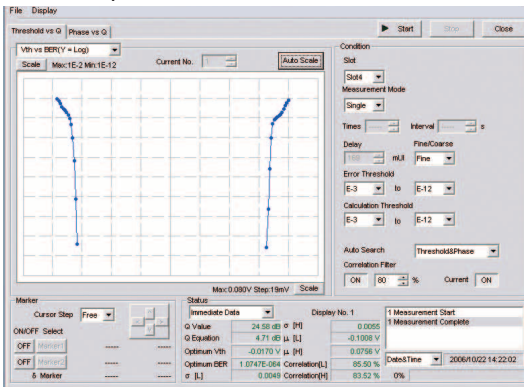 File Display
Threshold vs Q Phase vs Q
Start Stop Close
Vth vs BER(Y = Log)
Scale Max:1E-2 Min:1E-12 Current No. 1 Auto Scale
Max:0.080V Step:19mV Scale
Condition
Slot
Slot4
Measurement Mode
Single
Times ---- Interval ---- s
Delay Fine/Coarse
mUI Fine
Error Threshold
E-3 to E-12
Calculation Threshold
E-3 to E-12
Auto Search Threshold&Phase
Correlation Filter
ON 80 % Current ON
Marker
Cursor Step Free
ON/OFF Select
OFF Marker1 ----- -----
OFF Marker2 ----- -----
δ Marker ----- -----
Status
Immediate Data Display No. 1
Q Value 24.58 dB σ [H] 0.0055
Q Equation 4.71 dB μ [L] -0.1008 V
Optimum Vth -0.0170 V μ [H] 0.0756 V
Optimum BER 1.0747E-064 Correlation[L] 85.50 %
σ [L] 0.0049 Correlation[H] 83.52 %
1 Measurement Start
1 Measurement Complete
Date&Time 2006/10/22 14:22:02
0%